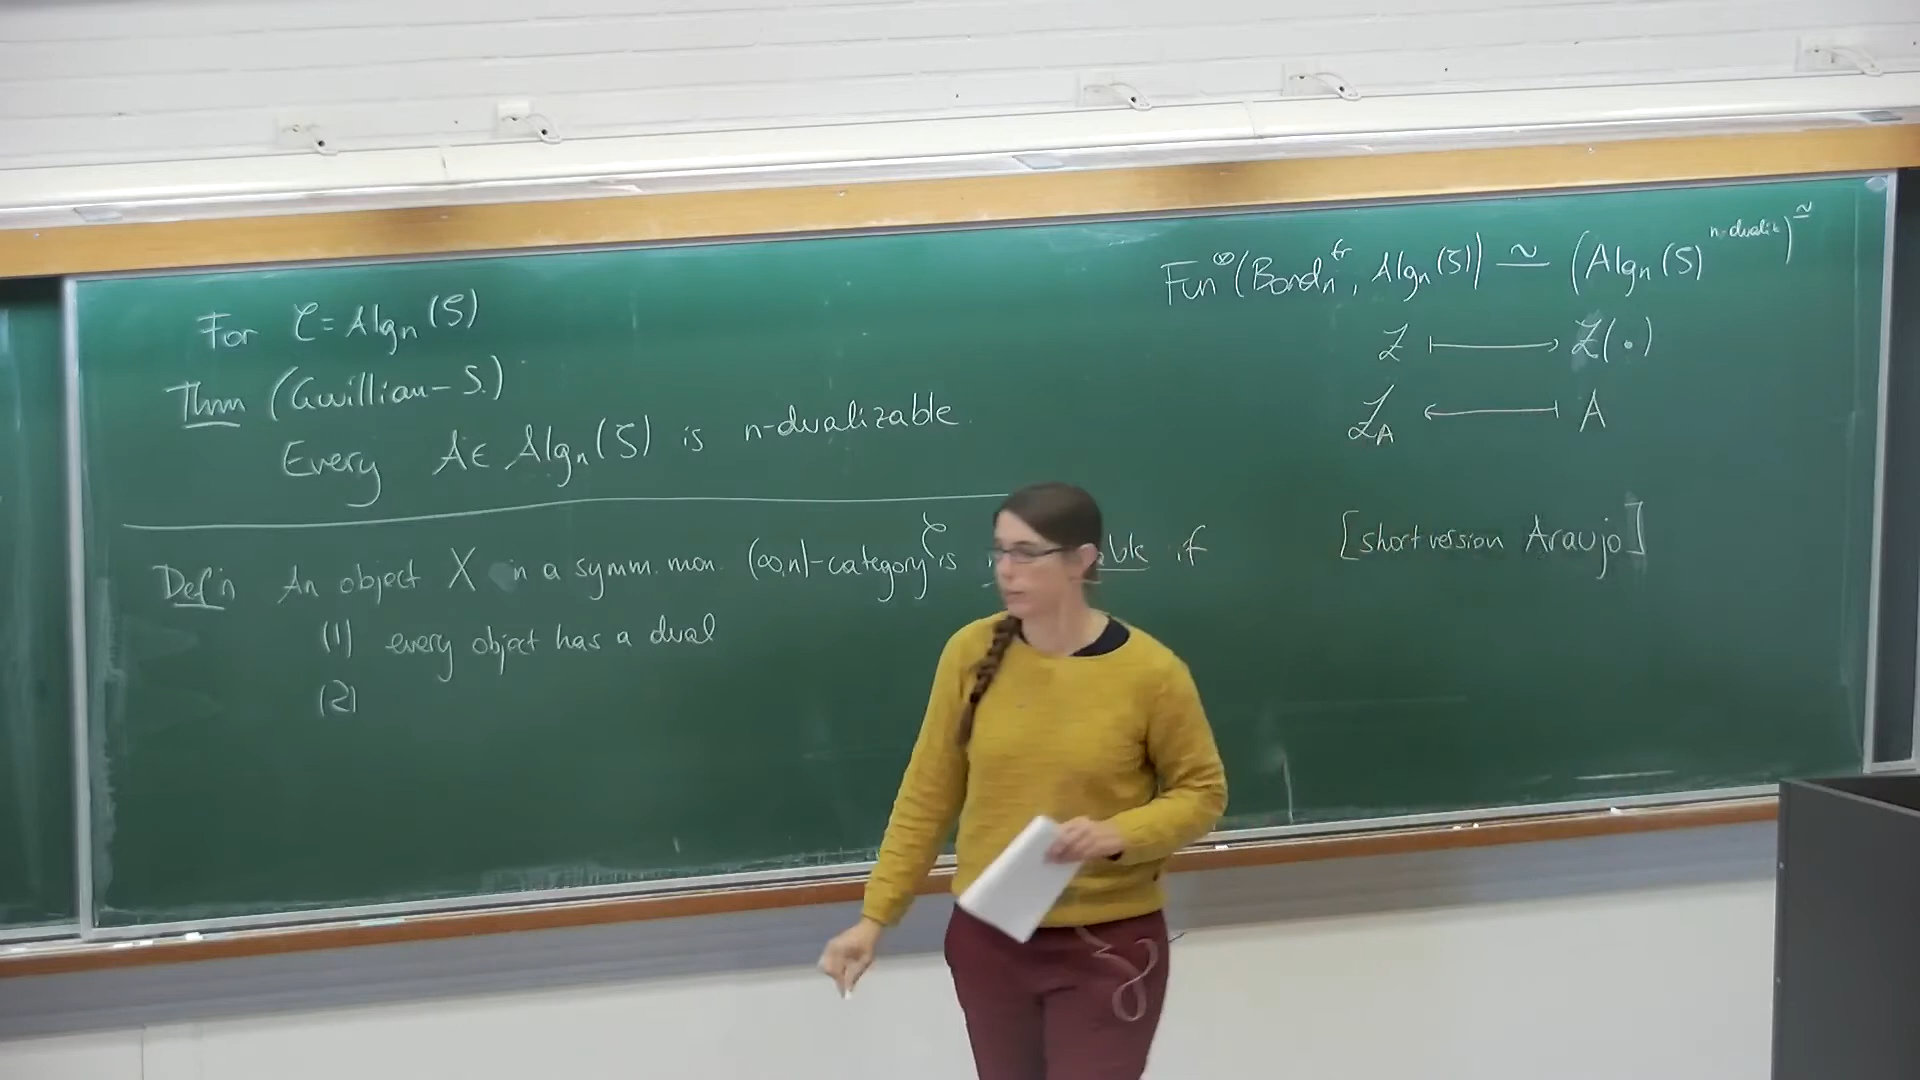 For C = Alg_n (S)
Thm (Gwilliam – S.)
Every A ∈ Alg_n (S) is n-dualizable.
Def'n An object X in a symm. mon. (∞,n)-category C is if
(1) every object has a dual
(2)
Fun^⊗ (Bord_n^fr, Alg_n (S)) ≃ (Alg_n (S)^n-dualiz)^≃
Z ⟼ Z(•)
Z_A ⟻ A
[short version Araujo]